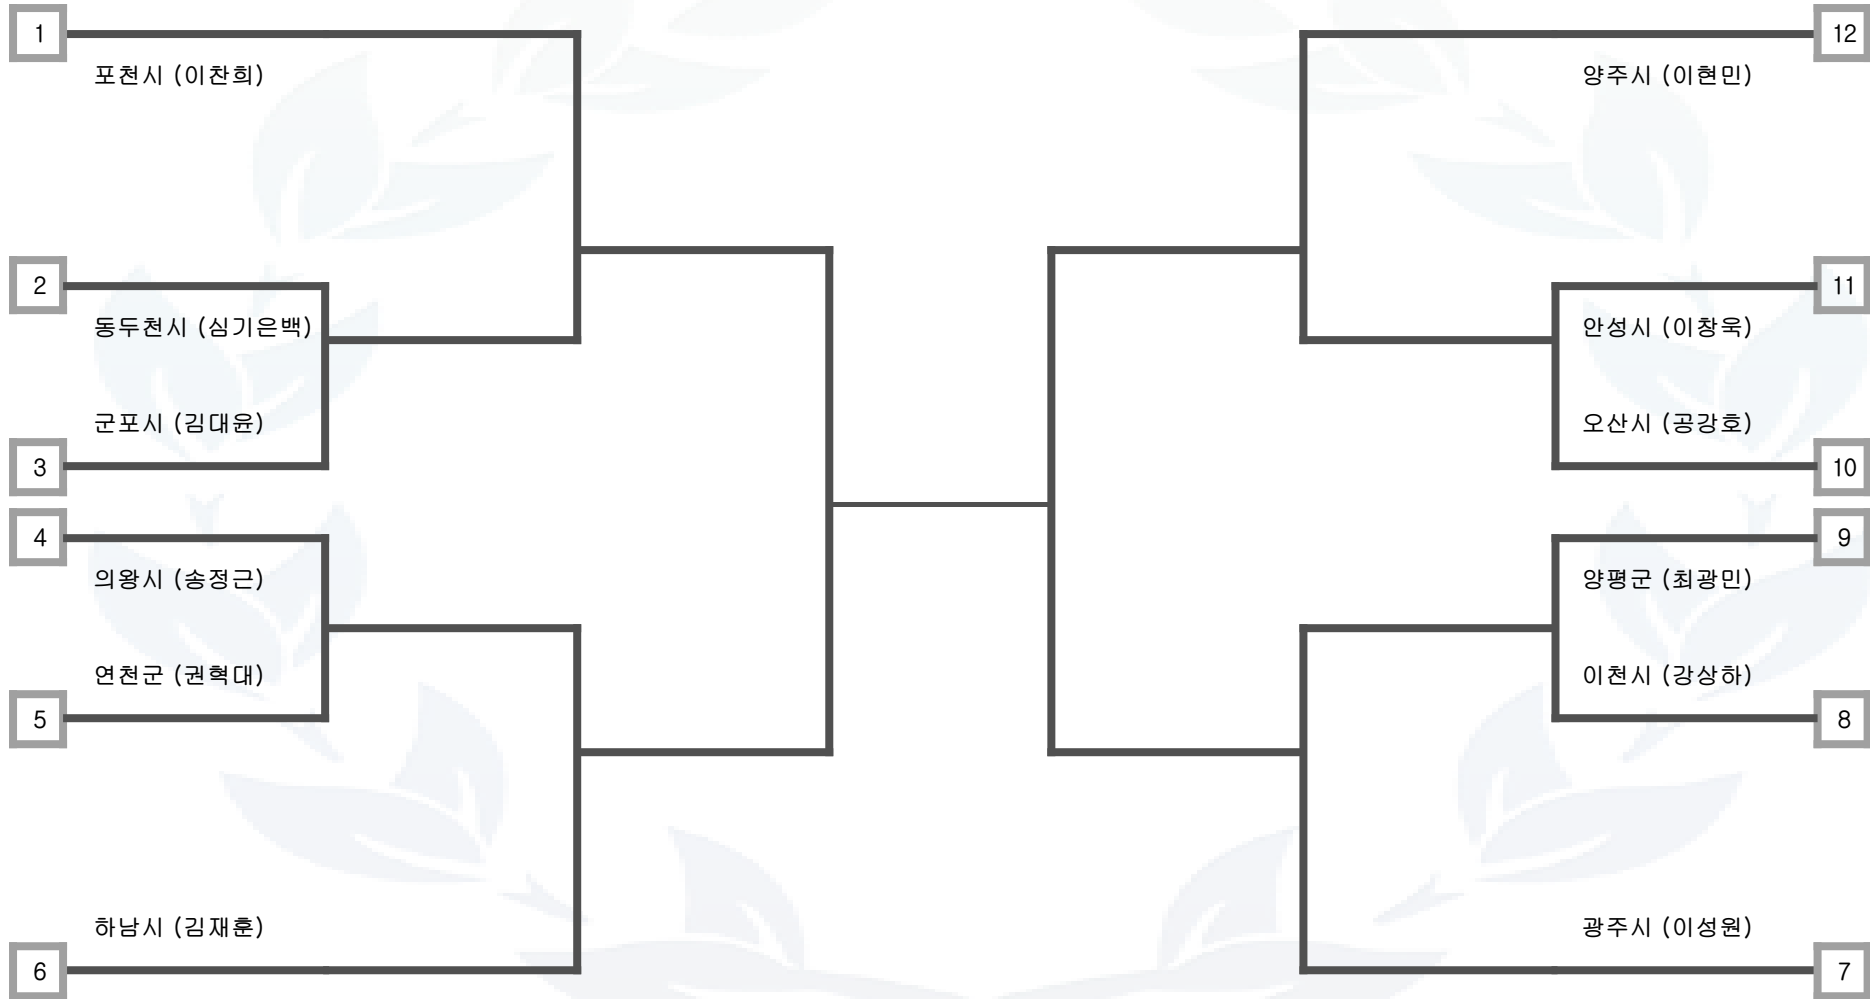 1
포천시 (이찬희)
2
동두천시 (심기은백)
군포시 (김대윤)
3
4
의왕시 (송정근)
연천군 (권혁대)
5
하남시 (김재훈)
6
12
양주시 (이현민)
11
안성시 (이창욱)
오산시 (공강호)
10
9
양평군 (최광민)
이천시 (강상하)
8
광주시 (이성원)
7